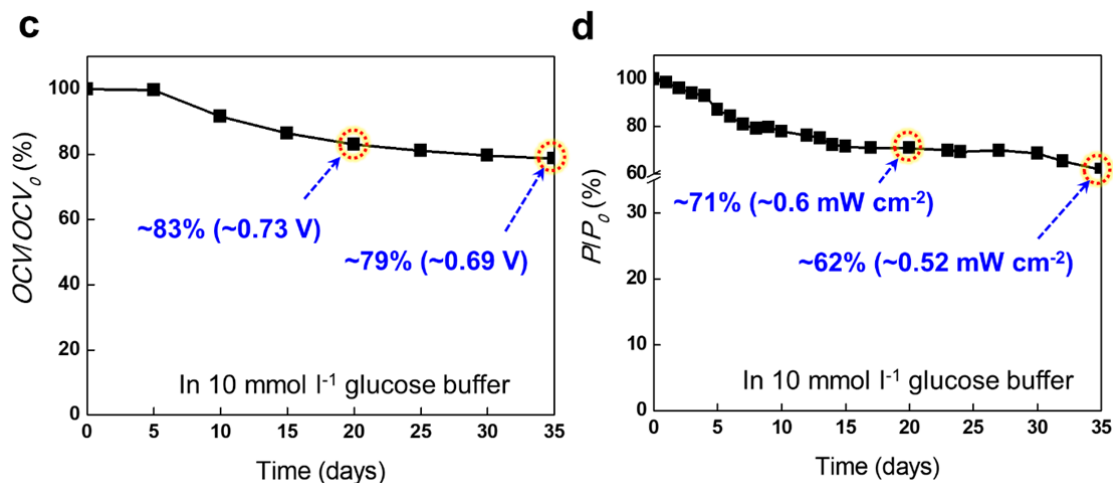 c
OCV/OCV₀ (%)
100
80
60
40
20
0
~83% (~0.73 V)
~79% (~0.69 V)
In 10 mmol l⁻¹ glucose buffer
0 5 10 15 20 25 30 35
Time (days)
d
P/P₀ (%)
100
80
60
30
20
10
0
~71% (~0.6 mW cm⁻²)
~62% (~0.52 mW cm⁻²)
In 10 mmol l⁻¹ glucose buffer
0 5 10 15 20 25 30 35
Time (days)